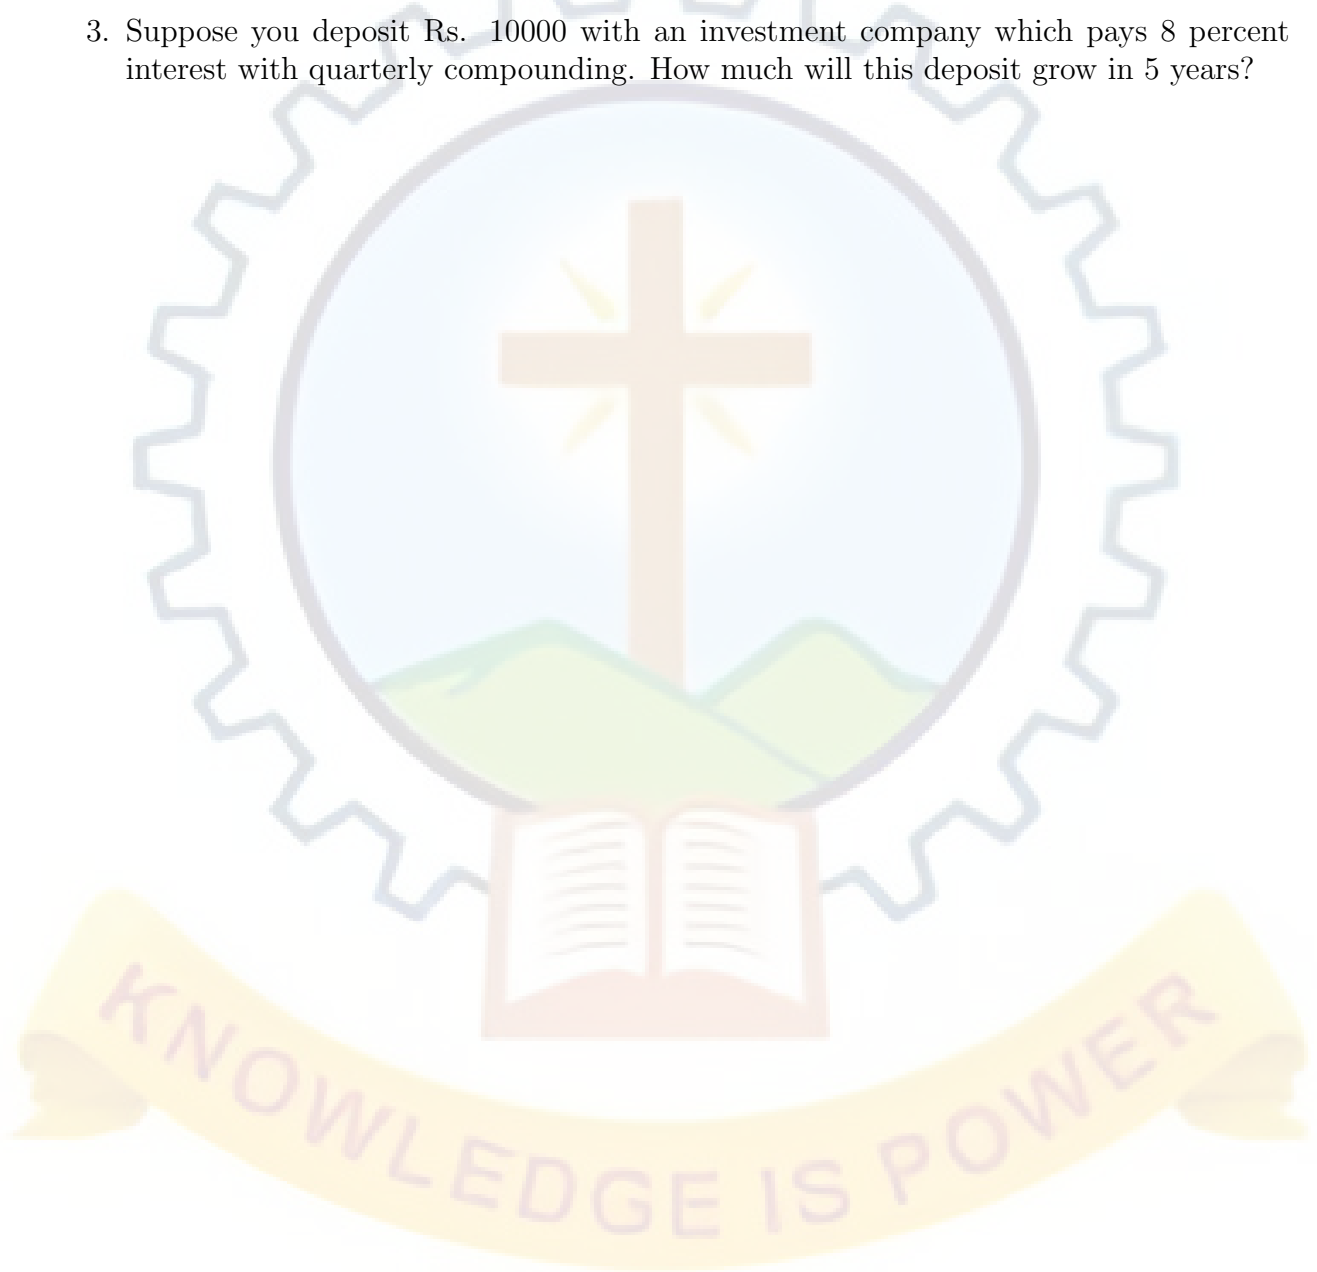 3. Suppose you deposit Rs. 10000 with an investment company which pays 8 percent
interest with quarterly compounding. How much will this deposit grow in 5 years?
KNOWLEDGE IS POWER